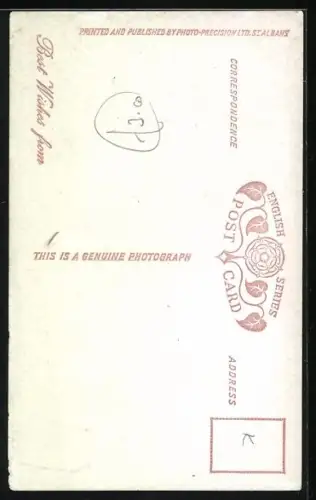 PRINTED AND PUBLISHED BY PHOTO-PRECISION LTD. ST. ALBANS
Best Wishes from
CORRESPONDENCE
THIS IS A GENUINE PHOTOGRAPH
ENGLISH SERIES
POST CARD
ADDRESS
K